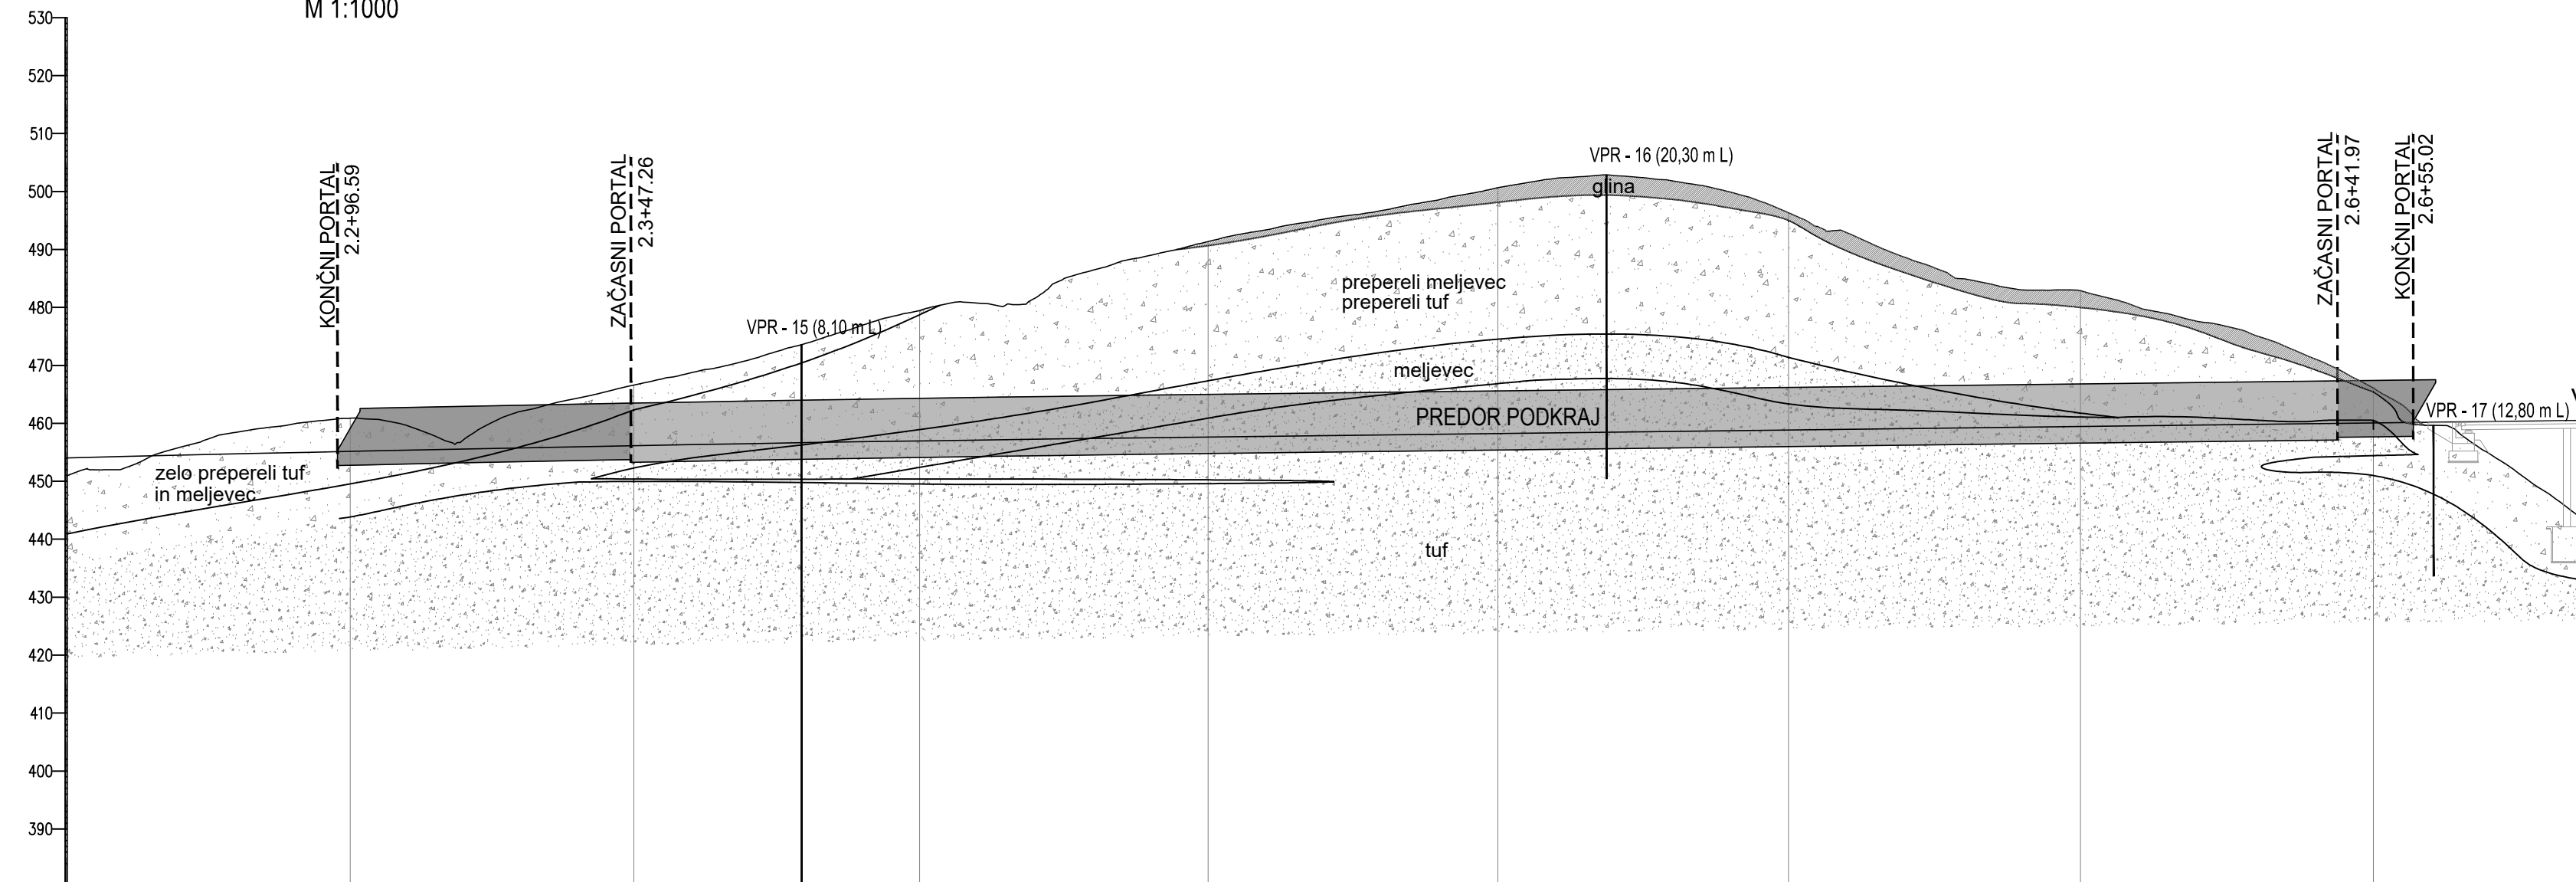 M 1:1000
530
520
510
500
490
480
470
460
450
440
430
420
410
400
390
KONČNI PORTAL
2.2+96.59
ZAČASNI PORTAL
2.3+47.26
VPR - 15 (8,10 m L)
VPR - 16 (20,30 m L)
glina
prepereli meljevec
prepereli tuf
meljevec
PREDOR PODKRAJ
zelo prepereli tuf
in meljevec
tuf
ZAČASNI PORTAL
2.6+41.97
KONČNI PORTAL
2.6+55.02
VPR - 17 (12,80 m L)